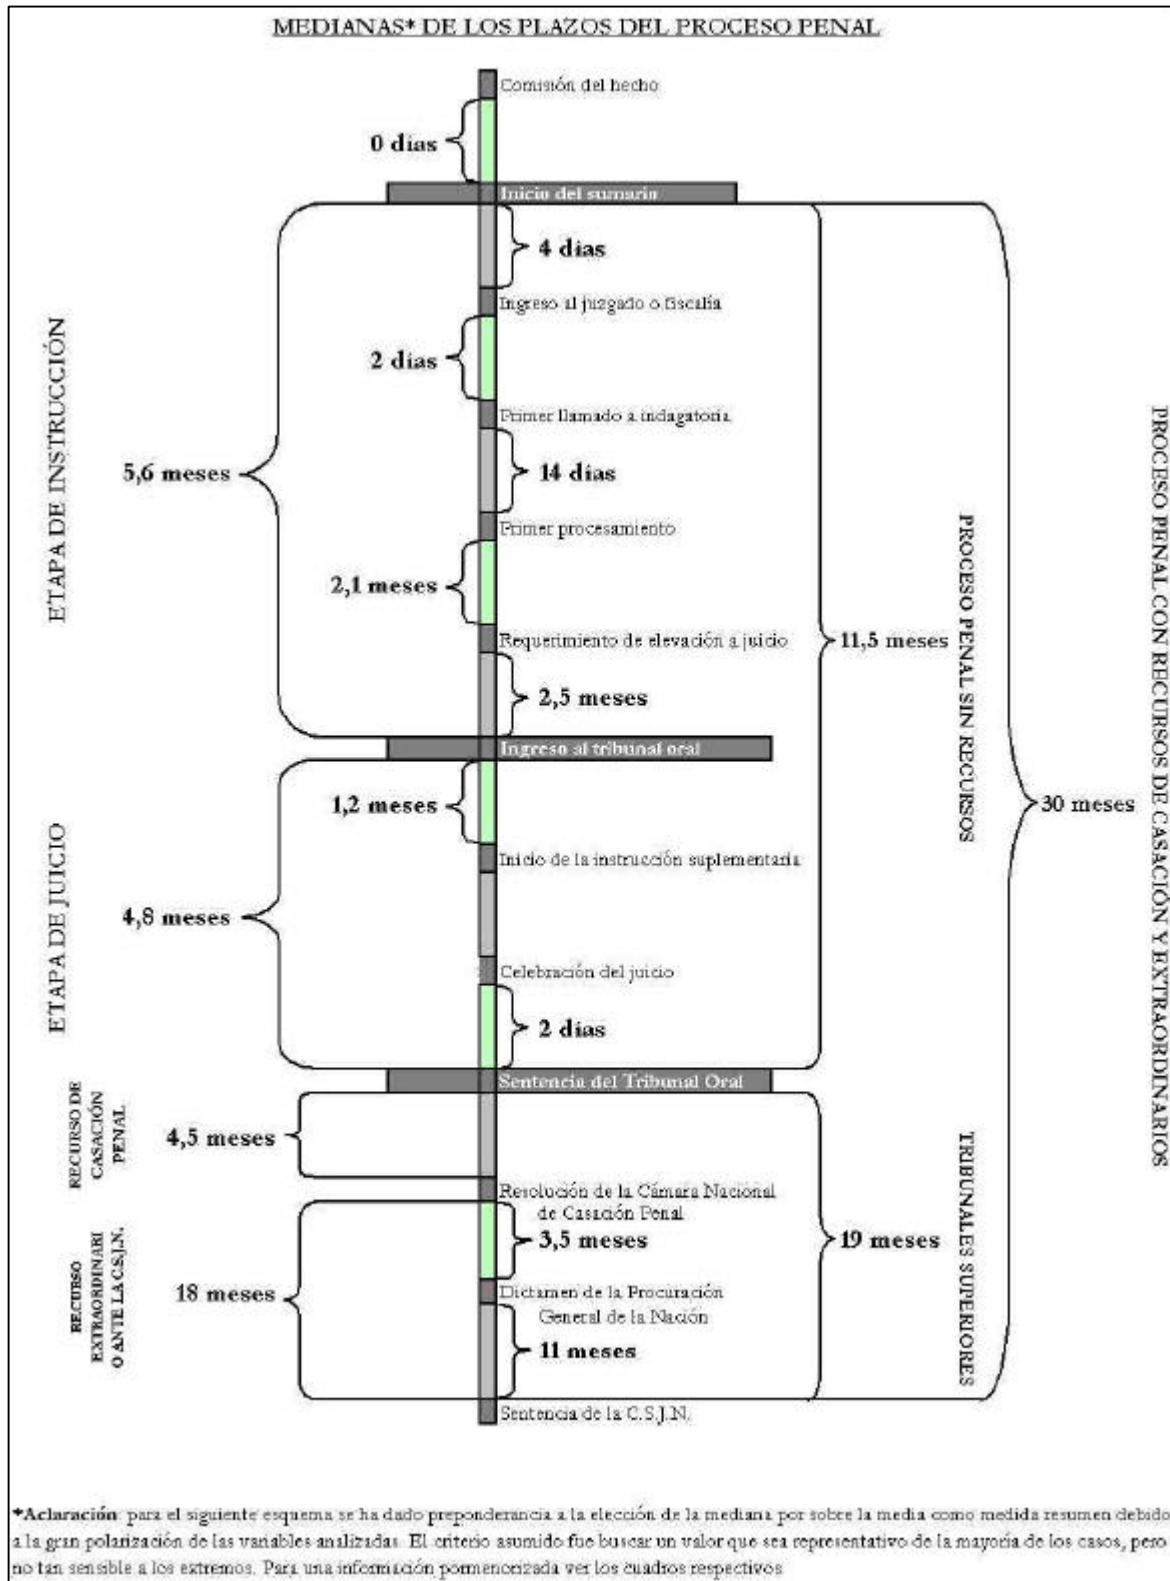 MEDIANAS* DE LOS PLAZOS DEL PROCESO PENAL
Comisión del hecho
0 días
Inicio del sumario
4 días
Ingreso al juzgado o fiscalía
2 días
Primer llamado a indagatoria
14 días
Primer procesamiento
2,1 meses
Requerimiento de elevación a juicio
2,5 meses
Ingreso al tribunal oral
1,2 meses
Inicio de la instrucción suplementaria
Celebración del juicio
2 días
Sentencia del Tribunal Oral
Resolución de la Cámara Nacional
de Casación Penal
3,5 meses
Dictamen de la Procuración
General de la Nación
11 meses
Sentencia de la C.S.J.N.
ETAPA DE INSTRUCCIÓN
5,6 meses
ETAPA DE JUICIO
4,8 meses
RECURSO DE
CASACIÓN
PENAL
4,5 meses
RECURSO
EXTRAORDINARI
O ANTE LA C.S.J.N.
18 meses
11,5 meses
PROCESO PENAL SIN RECURSOS
19 meses
TRIBUNALES SUPERIORES
30 meses
PROCESO PENAL CON RECURSOS DE CASACIÓN Y EXTRAORDINARIOS
*Aclaración: para el siguiente esquema se ha dado preponderancia a la elección de la mediana por sobre la media como medida resumen debido
a la gran polarización de las variables analizadas. El criterio asumido fue buscar un valor que sea representativo de la mayoría de los casos, pero
no tan sensible a los extremos. Para una información pormenorizada ver los cuadros respectivos